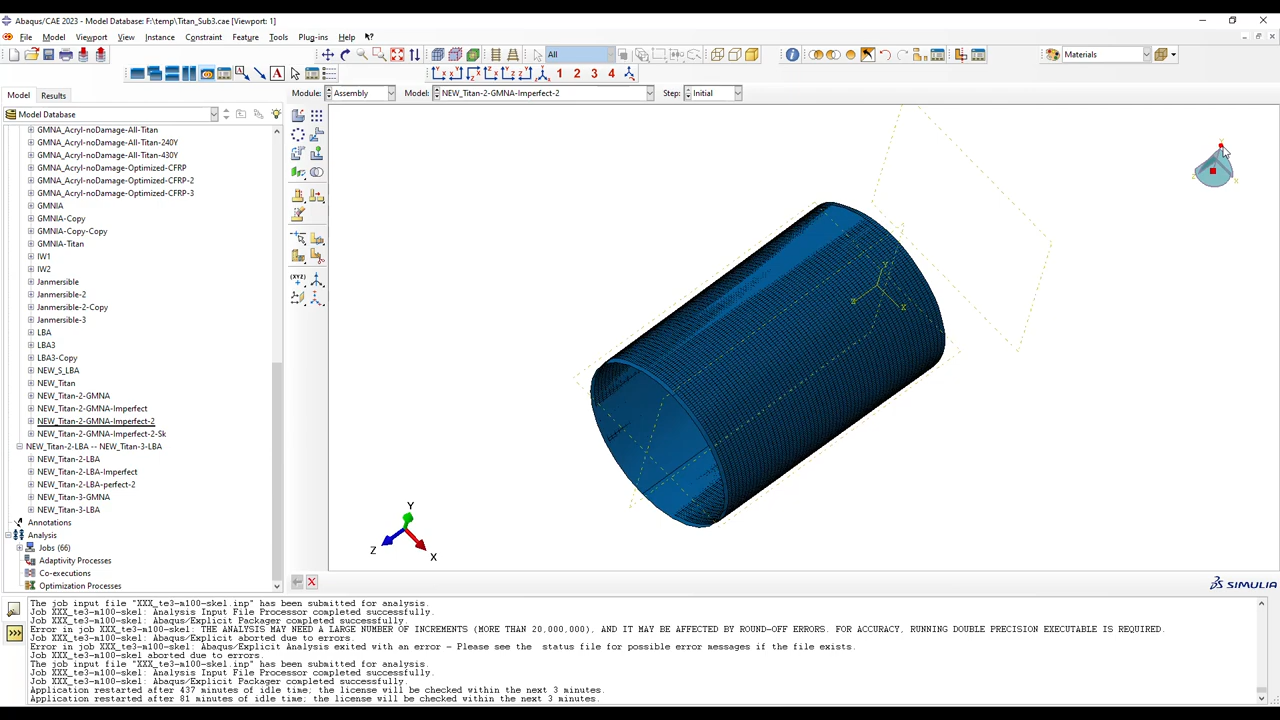 Abaqus/CAE 2023 - Model Database: F:\temp\Titan_Sub3.cae [Viewport: 1]
File Model Viewport View Instance Constraint Feature Tools Plug-ins Help
All Materials
A 1 2 3 4
Model Results Module: Assembly Model: NEW_Titan-2-GMNA-Imperfect-2 Step: Initial
Model Database
GMNA_Acryl-noDamage-All-Titan
GMNA_Acryl-noDamage-All-Titan-240Y
GMNA_Acryl-noDamage-All-Titan-430Y
GMNA_Acryl-noDamage-Optimized-CFRP
GMNA_Acryl-noDamage-Optimized-CFRP-2
GMNA_Acryl-noDamage-Optimized-CFRP-3
GMNIA
GMNIA-Copy
GMNIA-Copy-Copy
GMNIA-Titan
IW1
IW2
Janmersible
Janmersible-2
Janmersible-2-Copy
Janmersible-3
LBA
LBA3
LBA3-Copy
NEW_S_LBA
NEW_Titan
NEW_Titan-2-GMNA
NEW_Titan-2-GMNA-Imperfect
NEW_Titan-2-GMNA-Imperfect-2
NEW_Titan-2-GMNA-Imperfect-2-Sk
NEW_Titan-2-LBA -- NEW_Titan-3-LBA
NEW_Titan-2-LBA
NEW_Titan-2-LBA-Imperfect
NEW_Titan-2-LBA-perfect-2
NEW_Titan-3-GMNA
NEW_Titan-3-LBA
Annotations
Analysis
Jobs (66)
Adaptivity Processes
Co-executions
Optimization Processes
Y
Z
X
Y
Z
X
SIMULIA
The job input file "XXX_te3-m100-skel.inp" has been submitted for analysis.
Job XXX_te3-m100-skel: Analysis Input File Processor completed successfully.
Job XXX_te3-m100-skel: Abaqus/Explicit Packager completed successfully.
Error in job XXX_te3-m100-skel: THE ANALYSIS MAY NEED A LARGE NUMBER OF INCREMENTS (MORE THAN 20,000,000), AND IT MAY BE AFFECTED BY ROUND-OFF ERRORS. FOR ACCURACY, RUNNING DOUBLE PRECISION EXECUTABLE IS REQUIRED.
Job XXX_te3-m100-skel: Abaqus/Explicit aborted due to errors.
Error in job XXX_te3-m100-skel: Abaqus/Explicit Analysis exited with an error - Please see the status file for possible error messages if the file exists.
Job XXX_te3-m100-skel aborted due to errors.
The job input file "XXX_te3-m100-skel.inp" has been submitted for analysis.
Job XXX_te3-m100-skel: Analysis Input File Processor completed successfully.
Job XXX_te3-m100-skel: Abaqus/Explicit Packager completed successfully.
Application restarted after 437 minutes of idle time; the license will be checked within the next 3 minutes.
Application restarted after 81 minutes of idle time; the license will be checked within the next 3 minutes.